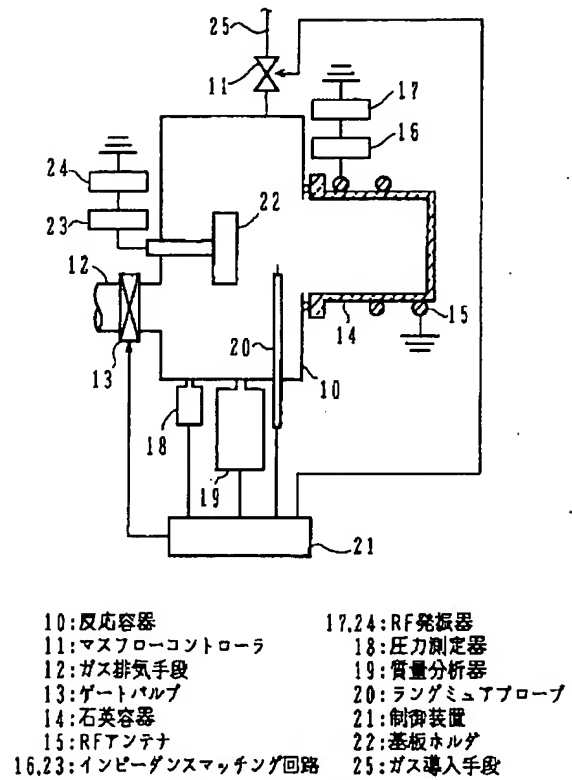 25
11
17
16
24
23
22
12
13
20
14
15
10
18
19
21
10:反応容器
11:マスフローコントローラ
12:ガス排気手段
13:ゲートバルブ
14:石英容器
15:RFアンテナ
16,23:インピーダンスマッチング回路
17,24:RF発振器
18:圧力測定器
19:質量分析器
20:ラングミュアプローブ
21:制御装置
22:基板ホルダ
25:ガス導入手段